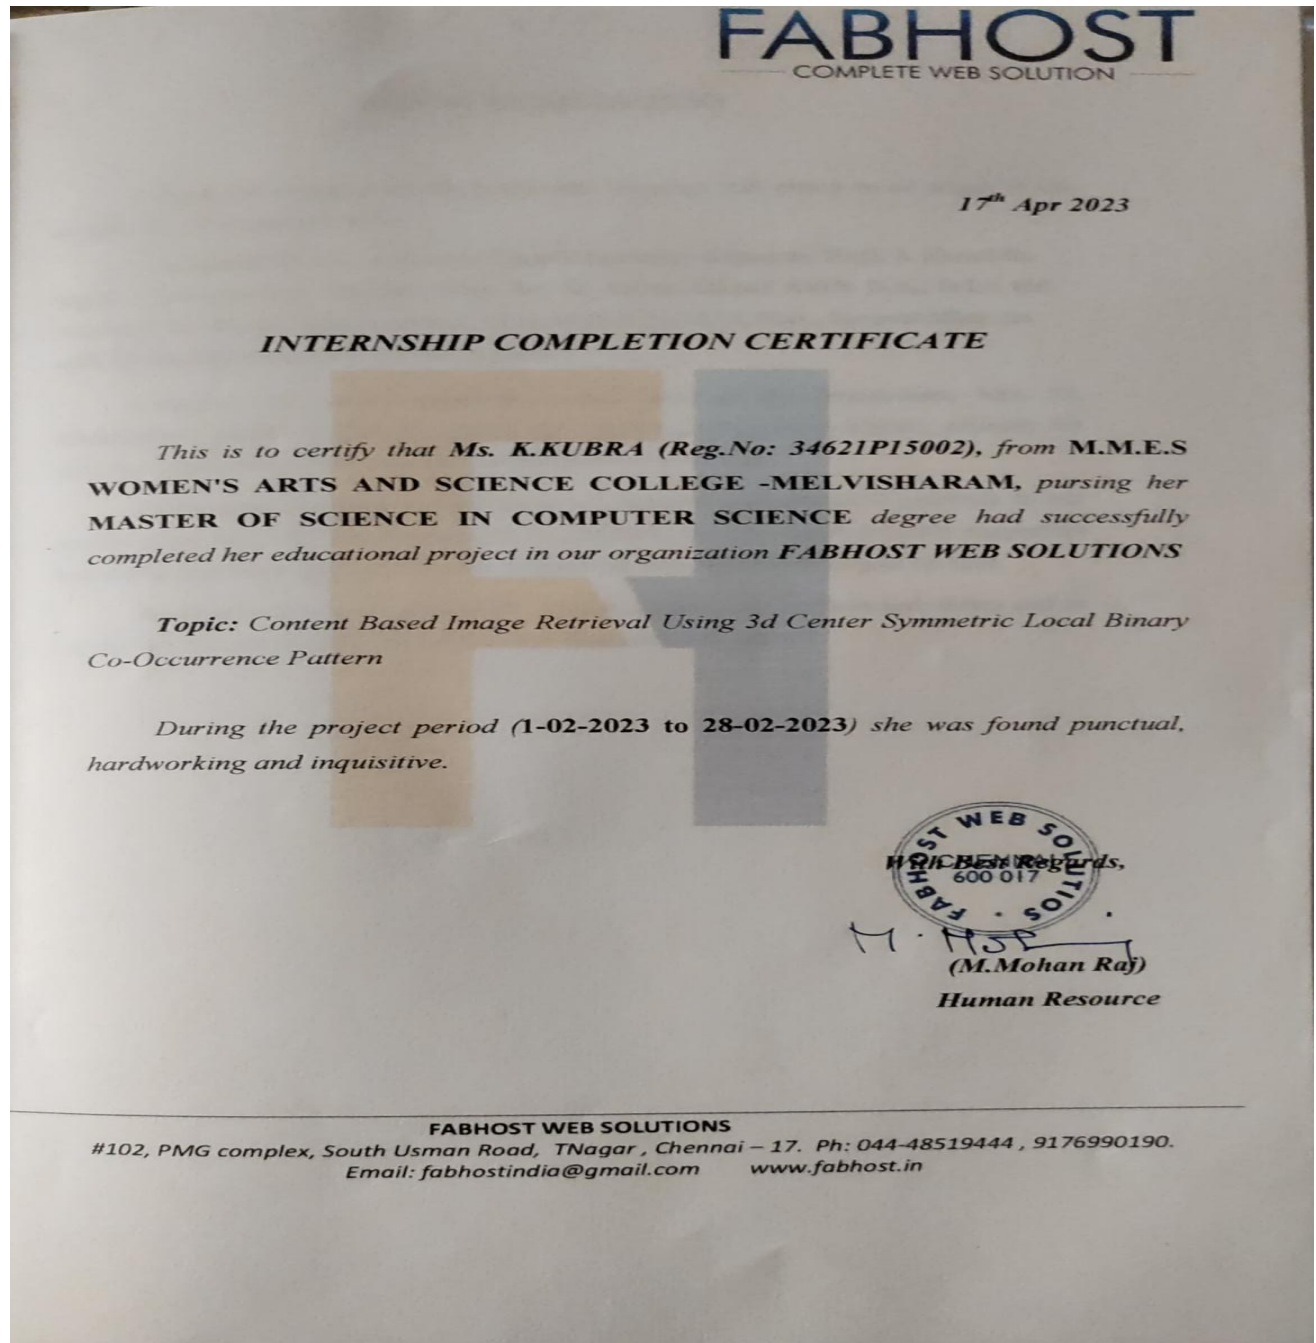 FABHOST
COMPLETE WEB SOLUTION
17th Apr 2023
INTERNSHIP COMPLETION CERTIFICATE
This is to certify that Ms. K.KUBRA (Reg.No: 34621P15002), from M.M.E.S
WOMEN'S ARTS AND SCIENCE COLLEGE -MELVISHARAM, pursing her
MASTER OF SCIENCE IN COMPUTER SCIENCE degree had successfully
completed her educational project in our organization FABHOST WEB SOLUTIONS
Topic: Content Based Image Retrieval Using 3d Center Symmetric Local Binary
Co-Occurrence Pattern
During the project period (1-02-2023 to 28-02-2023) she was found punctual,
hardworking and inquisitive.
With Best Regards,
FABHOST WEB SOLUTIOS
CHENNAI
600 017
(M.Mohan Raj)
Human Resource
FABHOST WEB SOLUTIONS
#102, PMG complex, South Usman Road, TNagar , Chennai – 17. Ph: 044-48519444 , 9176990190.
Email: fabhostindia@gmail.com www.fabhost.in